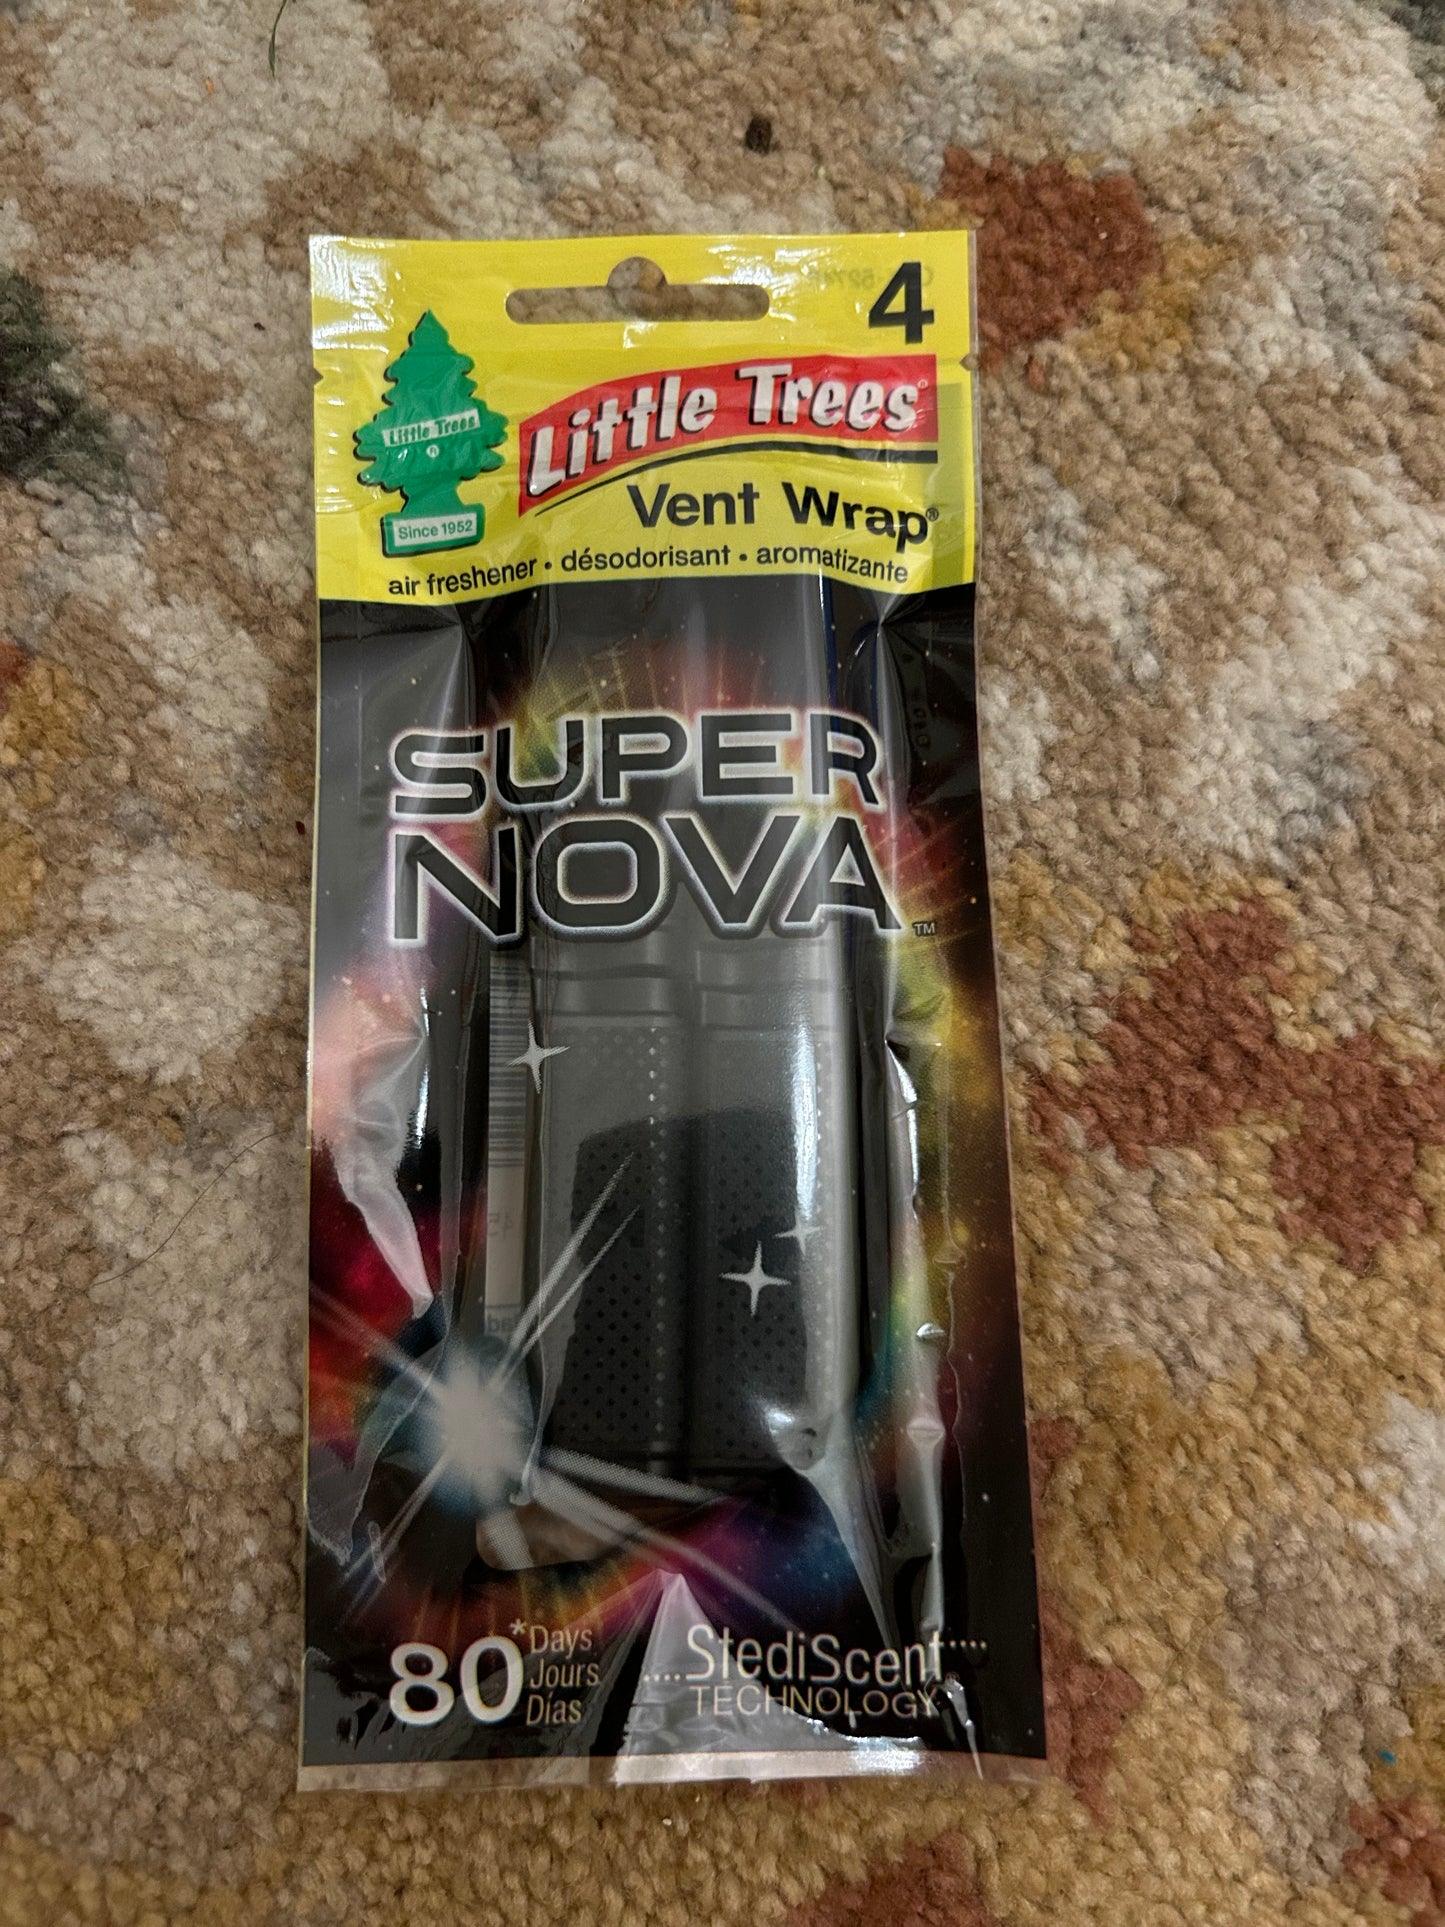 4
Little Trees®
Little Trees
®
Since 1952
Vent Wrap®
air freshener • désodorisant • aromatizante
SUPER
NOVA™
80*
Days
Jours
Días
StediScent®
TECHNOLOGY